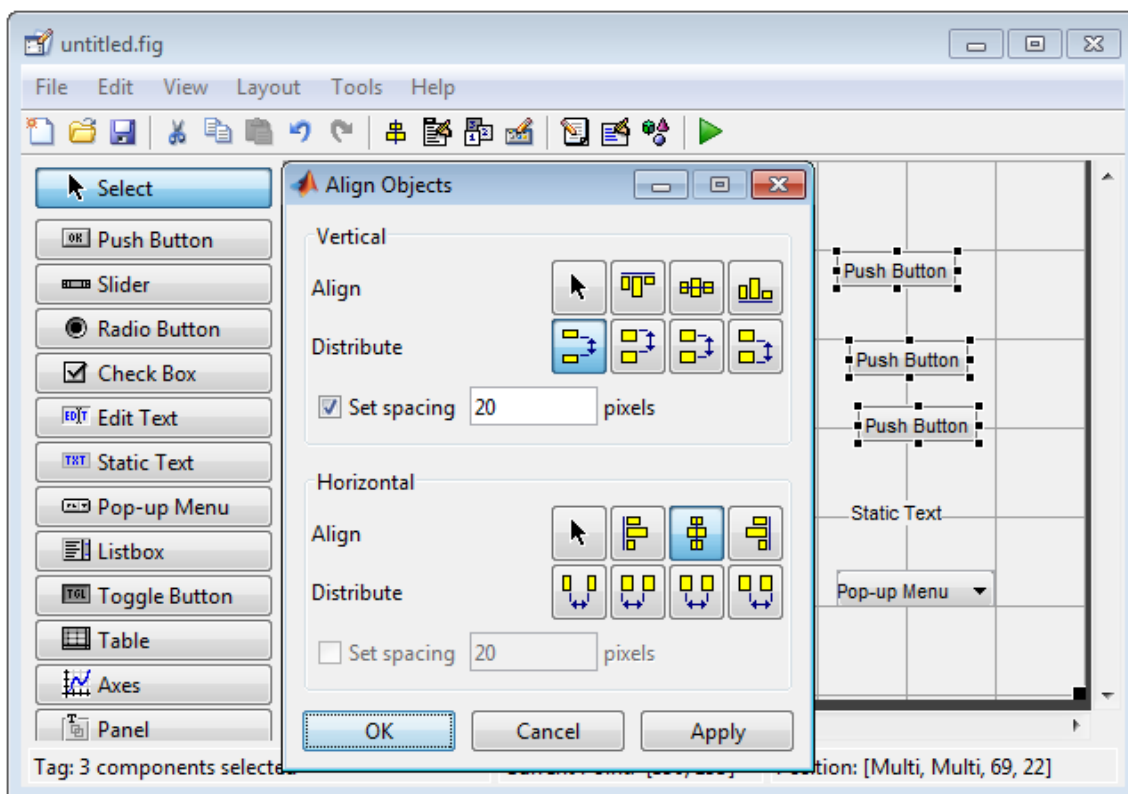 untitled.fig
File Edit View Layout Tools Help
Select
Push Button
Slider
Radio Button
Check Box
Edit Text
Static Text
Pop-up Menu
Listbox
Toggle Button
Table
Axes
Panel
Align Objects
Vertical
Align
Distribute
Set spacing 20 pixels
Horizontal
Align
Distribute
Set spacing 20 pixels
OK Cancel Apply
Push Button
Push Button
Push Button
Static Text
Pop-up Menu
Tag: 3 components selected
Position: [Multi, Multi, 69, 22]